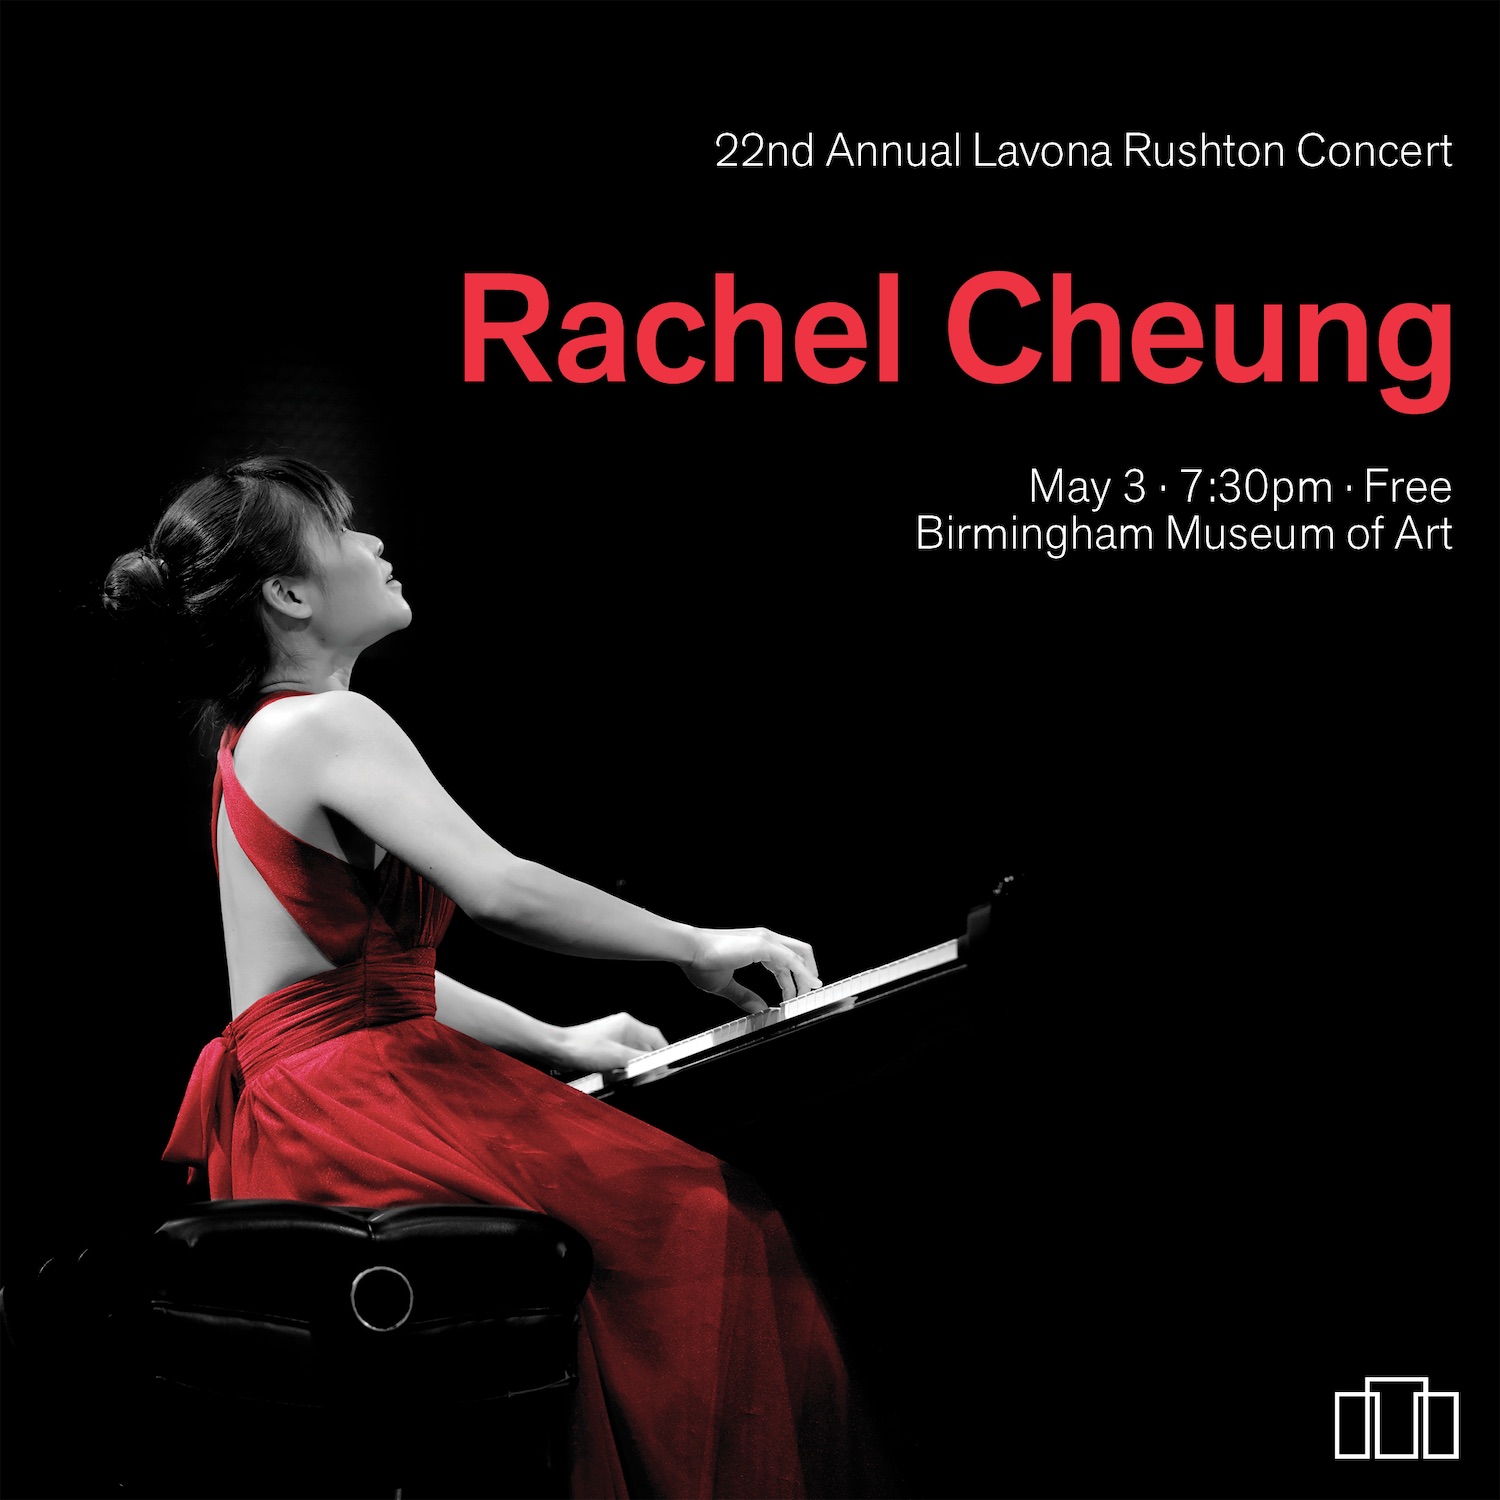 22nd Annual Lavona Rushton Concert
Rachel Cheung
May 3 · 7:30pm · Free
Birmingham Museum of Art